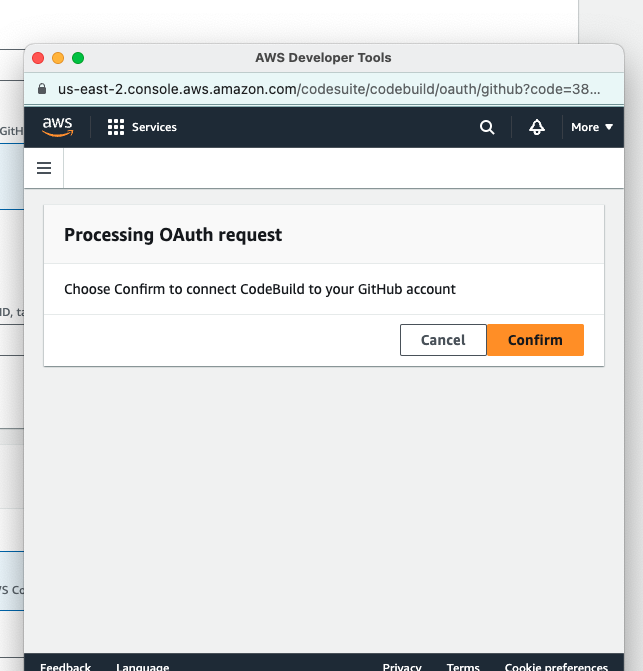 AWS Developer Tools
us-east-2.console.aws.amazon.com/codesuite/codebuild/oauth/github?code=38...
aws
Services
More
GitH
Processing OAuth request
Choose Confirm to connect CodeBuild to your GitHub account
ID, ta
Cancel
Confirm
S Co
Feedback
Language
Privacy
Terms
Cookie preferences